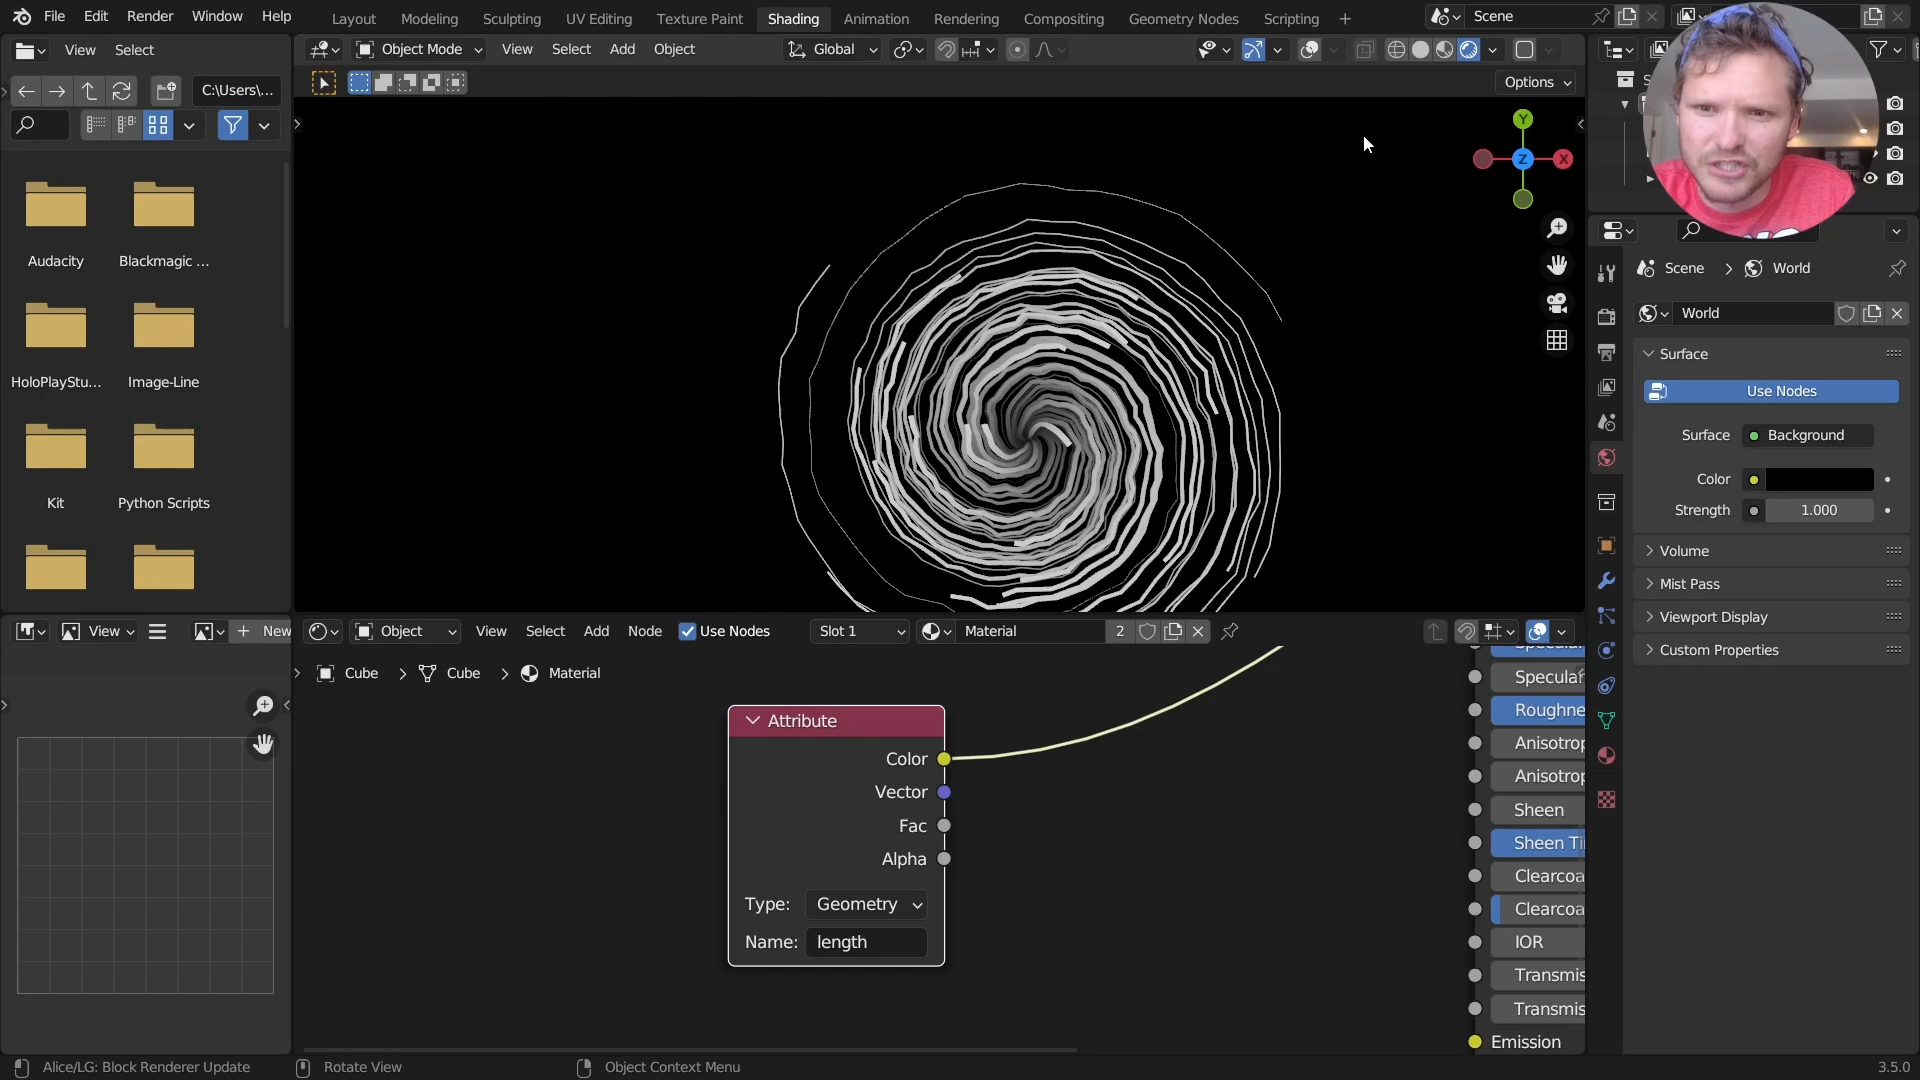 File Edit Render Window Help Layout Modeling Sculpting UV Editing Texture Paint Shading Animation Rendering Compositing Geometry Nodes Scripting + Scene
View Select Object Mode View Select Add Object Global
C:\Users\... Options
Audacity Blackmagic ...
HoloPlayStu... Image-Line
Kit Python Scripts
Y
X
Z
Scene > World
World
Surface
Use Nodes
Surface Background
Color
Strength 1.000
Volume
Mist Pass
Viewport Display
Custom Properties
View + New Object View Select Add Node Use Nodes Slot 1 Material 2
Cube > Cube > Material
Attribute
Color
Vector
Fac
Alpha
Type: Geometry
Name: length
Specular
Roughne
Anisotrop
Anisotrop
Sheen
Sheen Ti
Clearcoa
Clearcoa
IOR
Transmis
Transmis
Emission
Alice/LG: Block Renderer Update Rotate View Object Context Menu 3.5.0